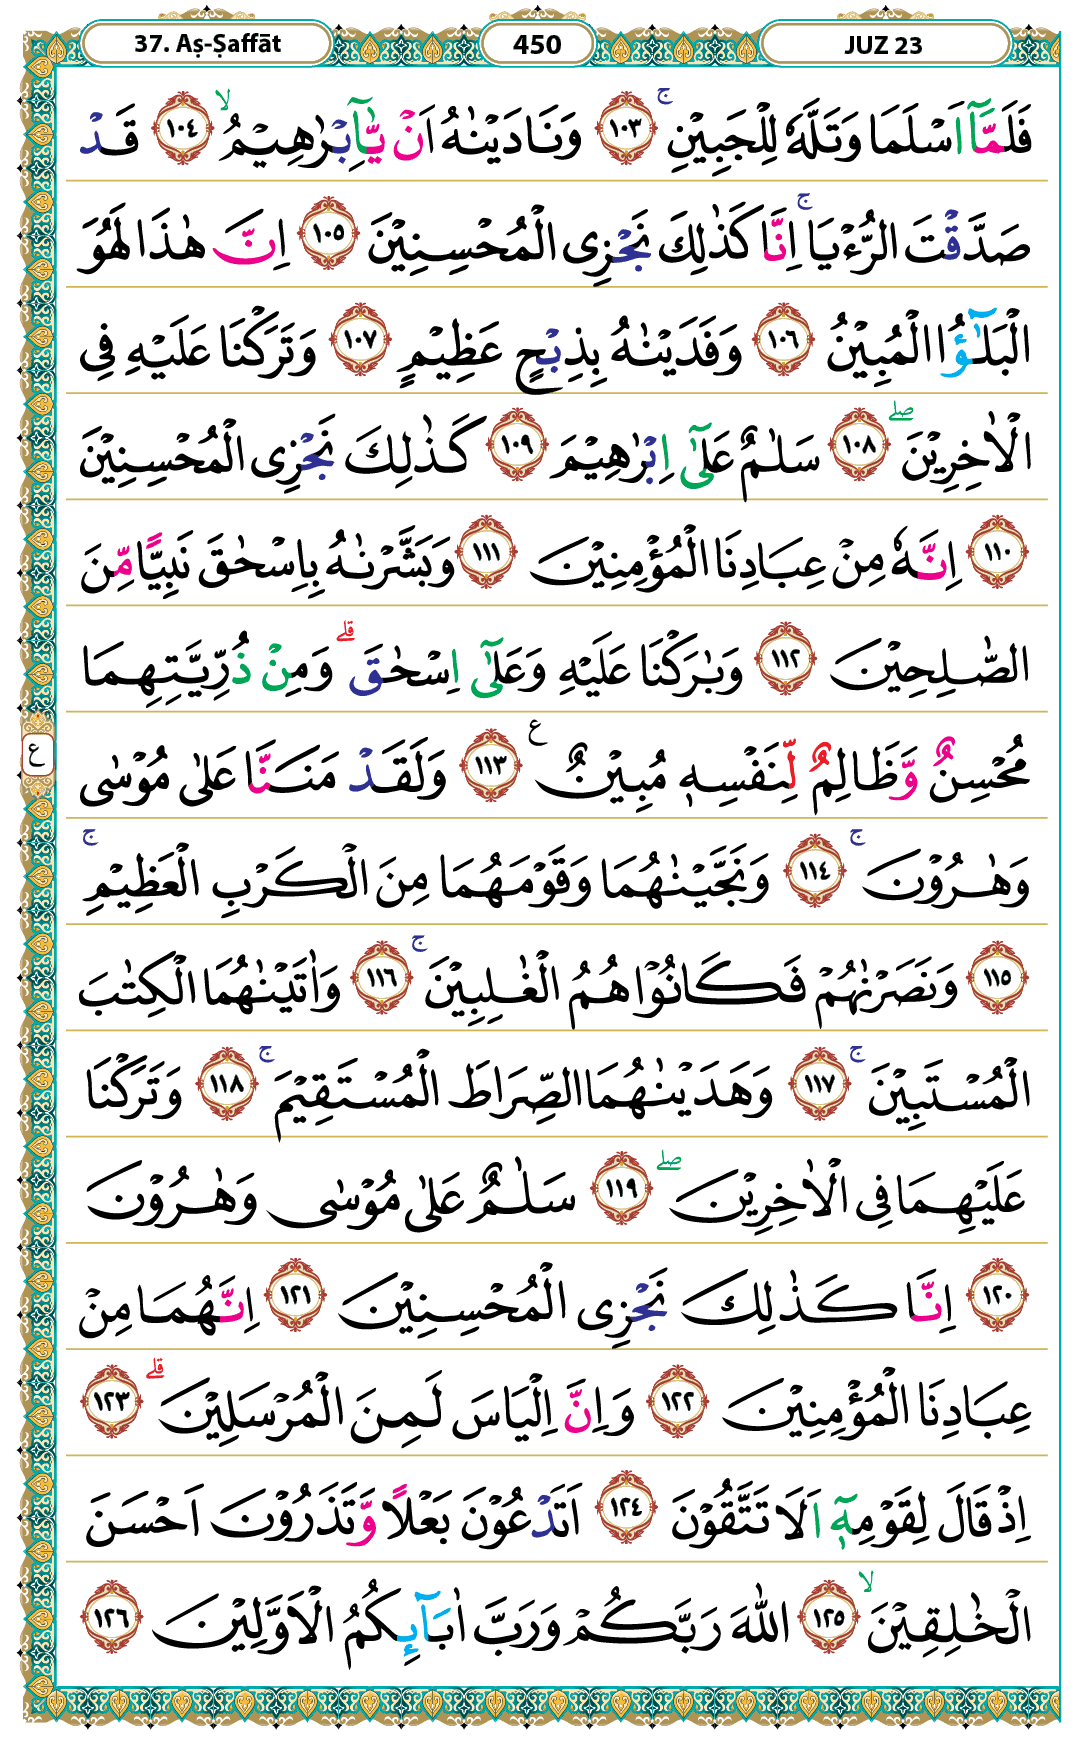 37. Aṣ-Ṣaffāt 450 JUZ 23
فَلَمَّآ اَسْلَمَا وَتَلَّهٗ لِلْجَبِيْنِ ۚ ١٠٣ وَنَادَيْنٰهُ اَنْ يّٰٓاِبْرٰهِيْمُ ۙ ١٠٤ قَدْ
صَدَّقْتَ الرُّءْيَا ۚ اِنَّا كَذٰلِكَ نَجْزِى الْمُحْسِنِيْنَ ١٠٥ اِنَّ هٰذَا لَهُوَ
الْبَلٰۤؤُا الْمُبِيْنُ ١٠٦ وَفَدَيْنٰهُ بِذِبْحٍ عَظِيْمٍ ١٠٧ وَتَرَكْنَا عَلَيْهِ فِى
الْاٰخِرِيْنَ ۖ ١٠٨ سَلٰمٌ عَلٰٓى اِبْرٰهِيْمَ ١٠٩ كَذٰلِكَ نَجْزِى الْمُحْسِنِيْنَ
١١٠ اِنَّهٗ مِنْ عِبَادِنَا الْمُؤْمِنِيْنَ ١١١ وَبَشَّرْنٰهُ بِاِسْحٰقَ نَبِيًّا مِّنَ
الصّٰلِحِيْنَ ١١٢ وَبٰرَكْنَا عَلَيْهِ وَعَلٰٓى اِسْحٰقَ ۗ وَمِنْ ذُرِّيَّتِهِمَا
مُحْسِنٌ وَّظَالِمٌ لِّنَفْسِهٖ مُبِيْنٌ ع ١١٣ وَلَقَدْ مَنَنَّا عَلٰى مُوْسٰى
ع
وَهٰرُوْنَ ۚ ١١٤ وَنَجَّيْنٰهُمَا وَقَوْمَهُمَا مِنَ الْكَرْبِ الْعَظِيْمِ ۚ
١١٥ وَنَصَرْنٰهُمْ فَكَانُوْا هُمُ الْغٰلِبِيْنَ ۚ ١١٦ وَاٰتَيْنٰهُمَا الْكِتٰبَ
الْمُسْتَبِيْنَ ۚ ١١٧ وَهَدَيْنٰهُمَا الصِّرَاطَ الْمُسْتَقِيْمَ ۚ ١١٨ وَتَرَكْنَا
عَلَيْهِمَا فِى الْاٰخِرِيْنَ ۖ ١١٩ سَلٰمٌ عَلٰى مُوْسٰى وَهٰرُوْنَ
١٢٠ اِنَّا كَذٰلِكَ نَجْزِى الْمُحْسِنِيْنَ ١٢١ اِنَّهُمَا مِنْ
عِبَادِنَا الْمُؤْمِنِيْنَ ١٢٢ وَاِنَّ اِلْيَاسَ لَمِنَ الْمُرْسَلِيْنَ ۗ ١٢٣
اِذْ قَالَ لِقَوْمِهٖٓ اَلَا تَتَّقُوْنَ ١٢٤ اَتَدْعُوْنَ بَعْلًا وَّتَذَرُوْنَ اَحْسَنَ
الْخٰلِقِيْنَ ۙ ١٢٥ اللّٰهَ رَبَّكُمْ وَرَبَّ اٰبَآئِكُمُ الْاَوَّلِيْنَ ١٢٦